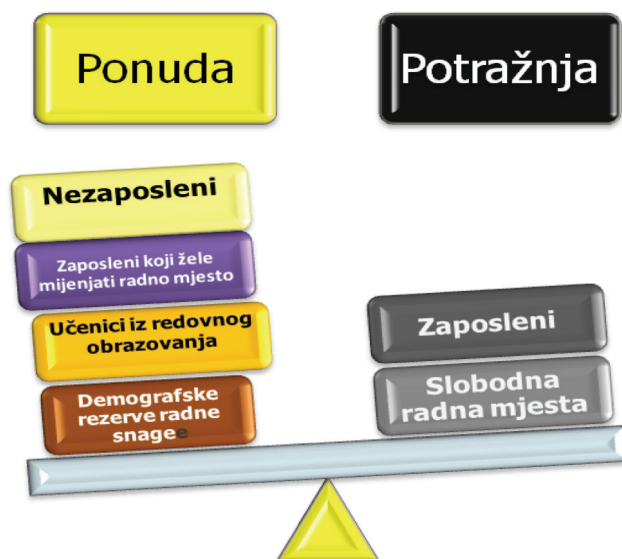 Ponuda
Potražnja
Nezaposleni
Zaposleni koji žele
mijenjati radno mjesto
Učenici iz redovnog
obrazovanja
Demografske
rezerve radne
snagee
Zaposleni
Slobodna
radna mjesta